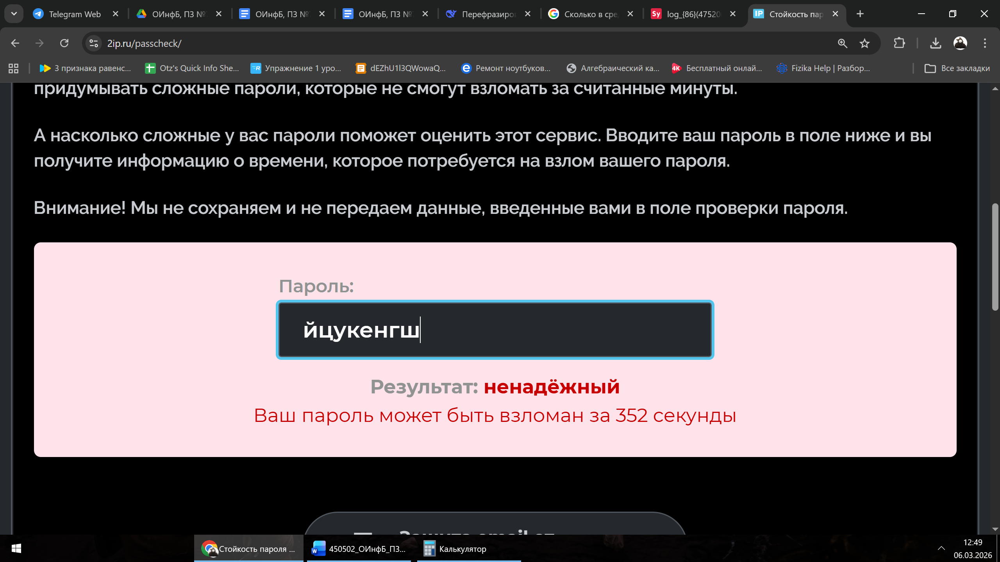 Telegram Web
ОИнфБ, ПЗ №
ОИнфБ, ПЗ №
ОИнфБ, ПЗ №
Перефразиро
Сколько в сре
log_{86}(47520
Стойкость пар
2ip.ru/passcheck/
3 признака равенс...
Otz's Quick Info She...
Упражнение 1 уро...
dEZhU1l3QWowaQ...
Ремонт ноутбуков...
Алгебраический ка...
Бесплатный онлай...
Fizika Help | Разбор...
Все закладки
придумывать сложные пароли, которые не смогут взломать за считанные минуты.
А насколько сложные у вас пароли поможет оценить этот сервис. Вводите ваш пароль в поле ниже и вы
получите информацию о времени, которое потребуется на взлом вашего пароля.
Внимание! Мы не сохраняем и не передаем данные, введенные вами в поле проверки пароля.
Пароль:
йцукенгш
Результат: ненадёжный
Ваш пароль может быть взломан за 352 секунды
Защита email от
Стойкость пароля ...
450502_ОИнфБ_ПЗ...
Калькулятор
12:49
06.03.2026